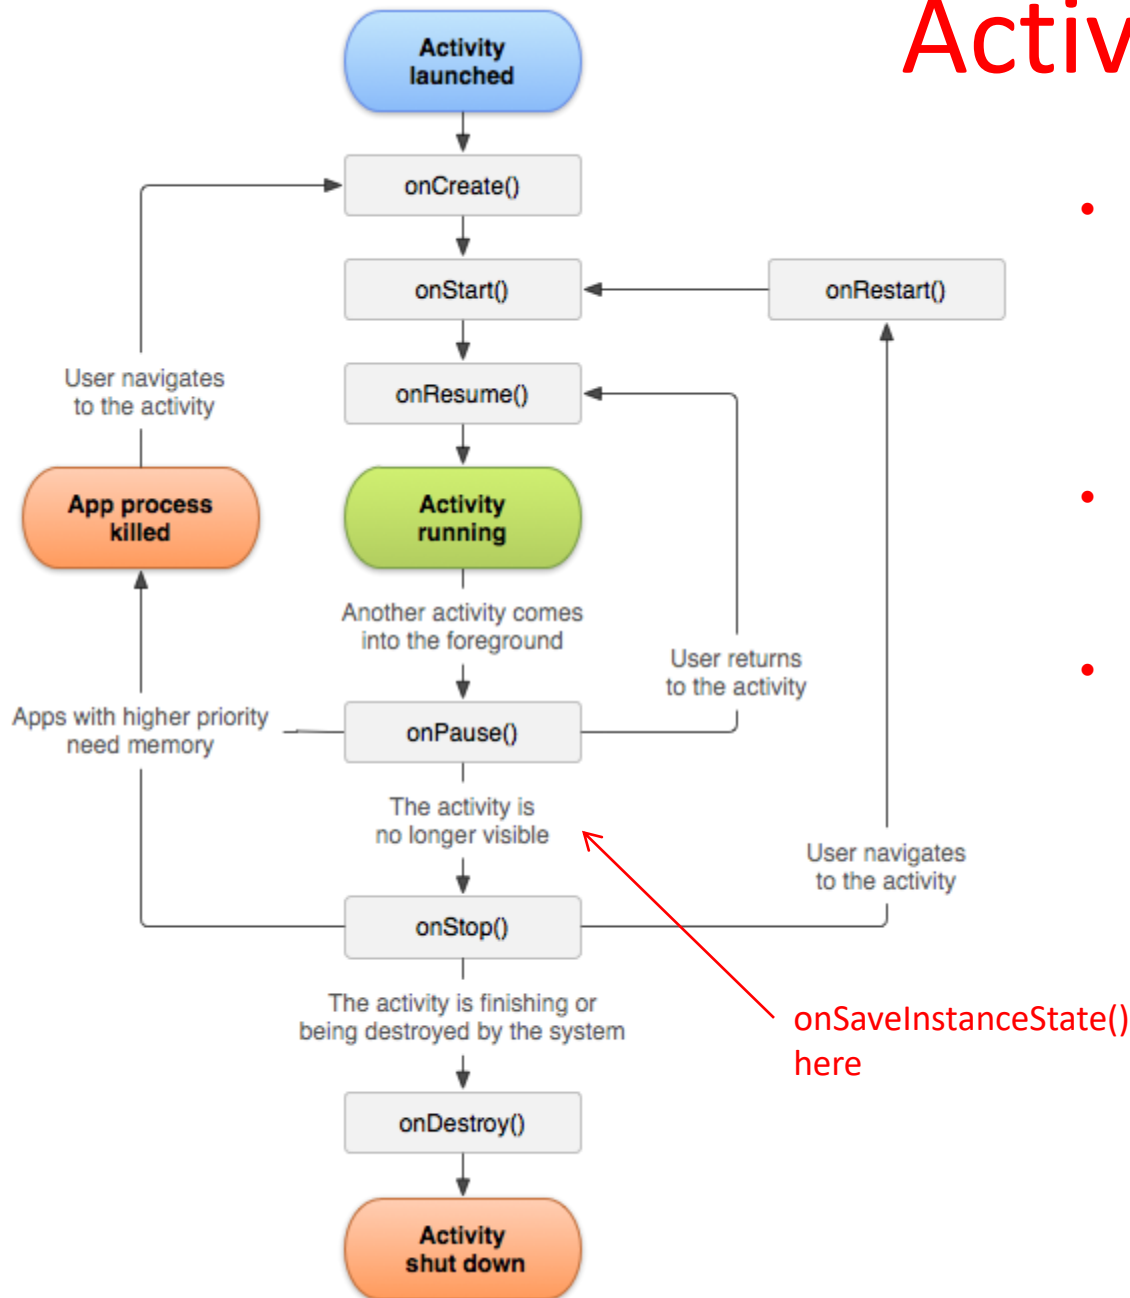 Activ
Activity
launched
onCreate()
onStart()
onRestart()
onResume()
User navigates
to the activity
App process
killed
Activity
running
Another activity comes
into the foreground
User returns
to the activity
Apps with higher priority
need memory
onPause()
The activity is
no longer visible
User navigates
to the activity
onStop()
The activity is finishing or
being destroyed by the system
onSaveInstanceState()
here
onDestroy()
Activity
shut down